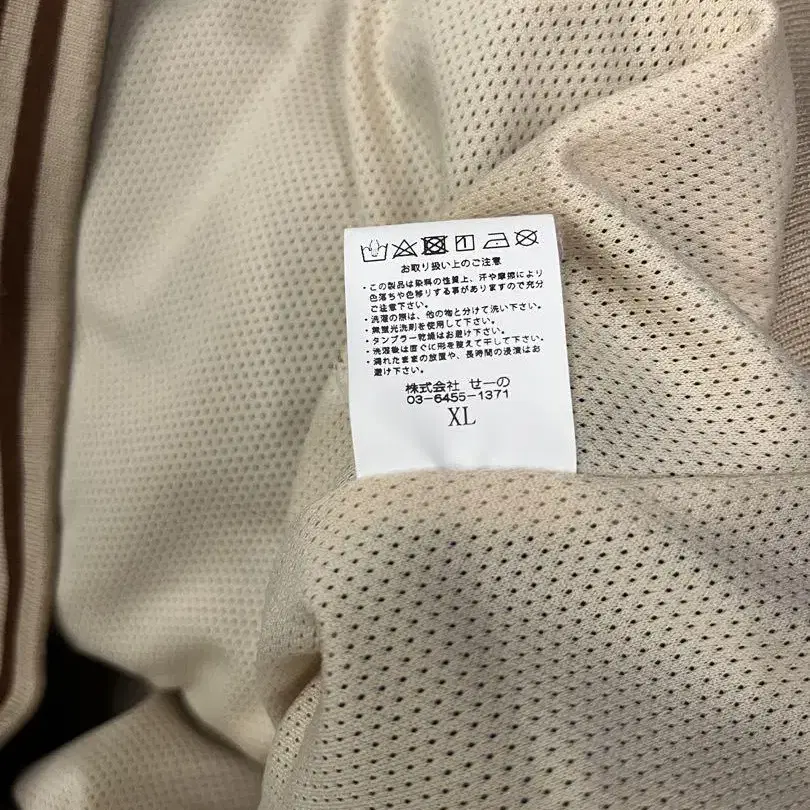 お取り扱い上のご注意
・この製品は染料の性質上、汗や摩擦により
色落ちや色移りする事がありますので充分
ご注意下さい。
・洗濯の際は、他の物と分けて洗い下さい。
・無蛍光洗剤を使用して下さい。
・タンブラー乾燥はお避け下さい。
・洗濯後は直ぐに形を整えて干して下さい。
・濡れたままの放置や、長時間の浸漬はお
避け下さい。
株式会社 せーの
03-6455-1371
XL